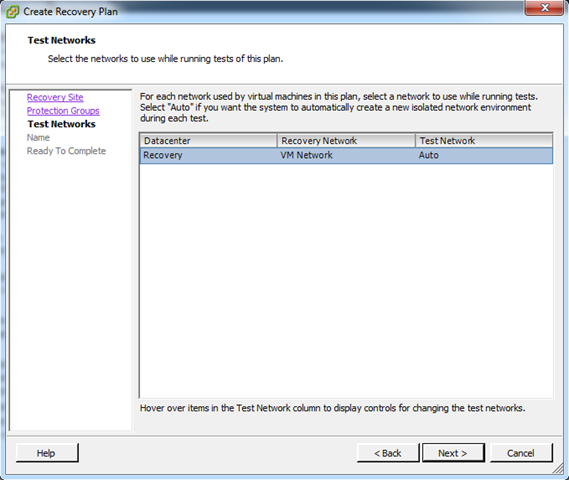 Create Recovery Plan
Test Networks
Select the networks to use while running tests of this plan.
Recovery Site
Protection Groups
Test Networks
Name
Ready To Complete
For each network used by virtual machines in this plan, select a network to use while running tests.
Select "Auto" if you want the system to automatically create a new isolated network environment
during each test.
Datacenter Recovery Network Test Network
Recovery VM Network Auto
Hover over items in the Test Network column to display controls for changing the test networks.
Help < Back Next > Cancel